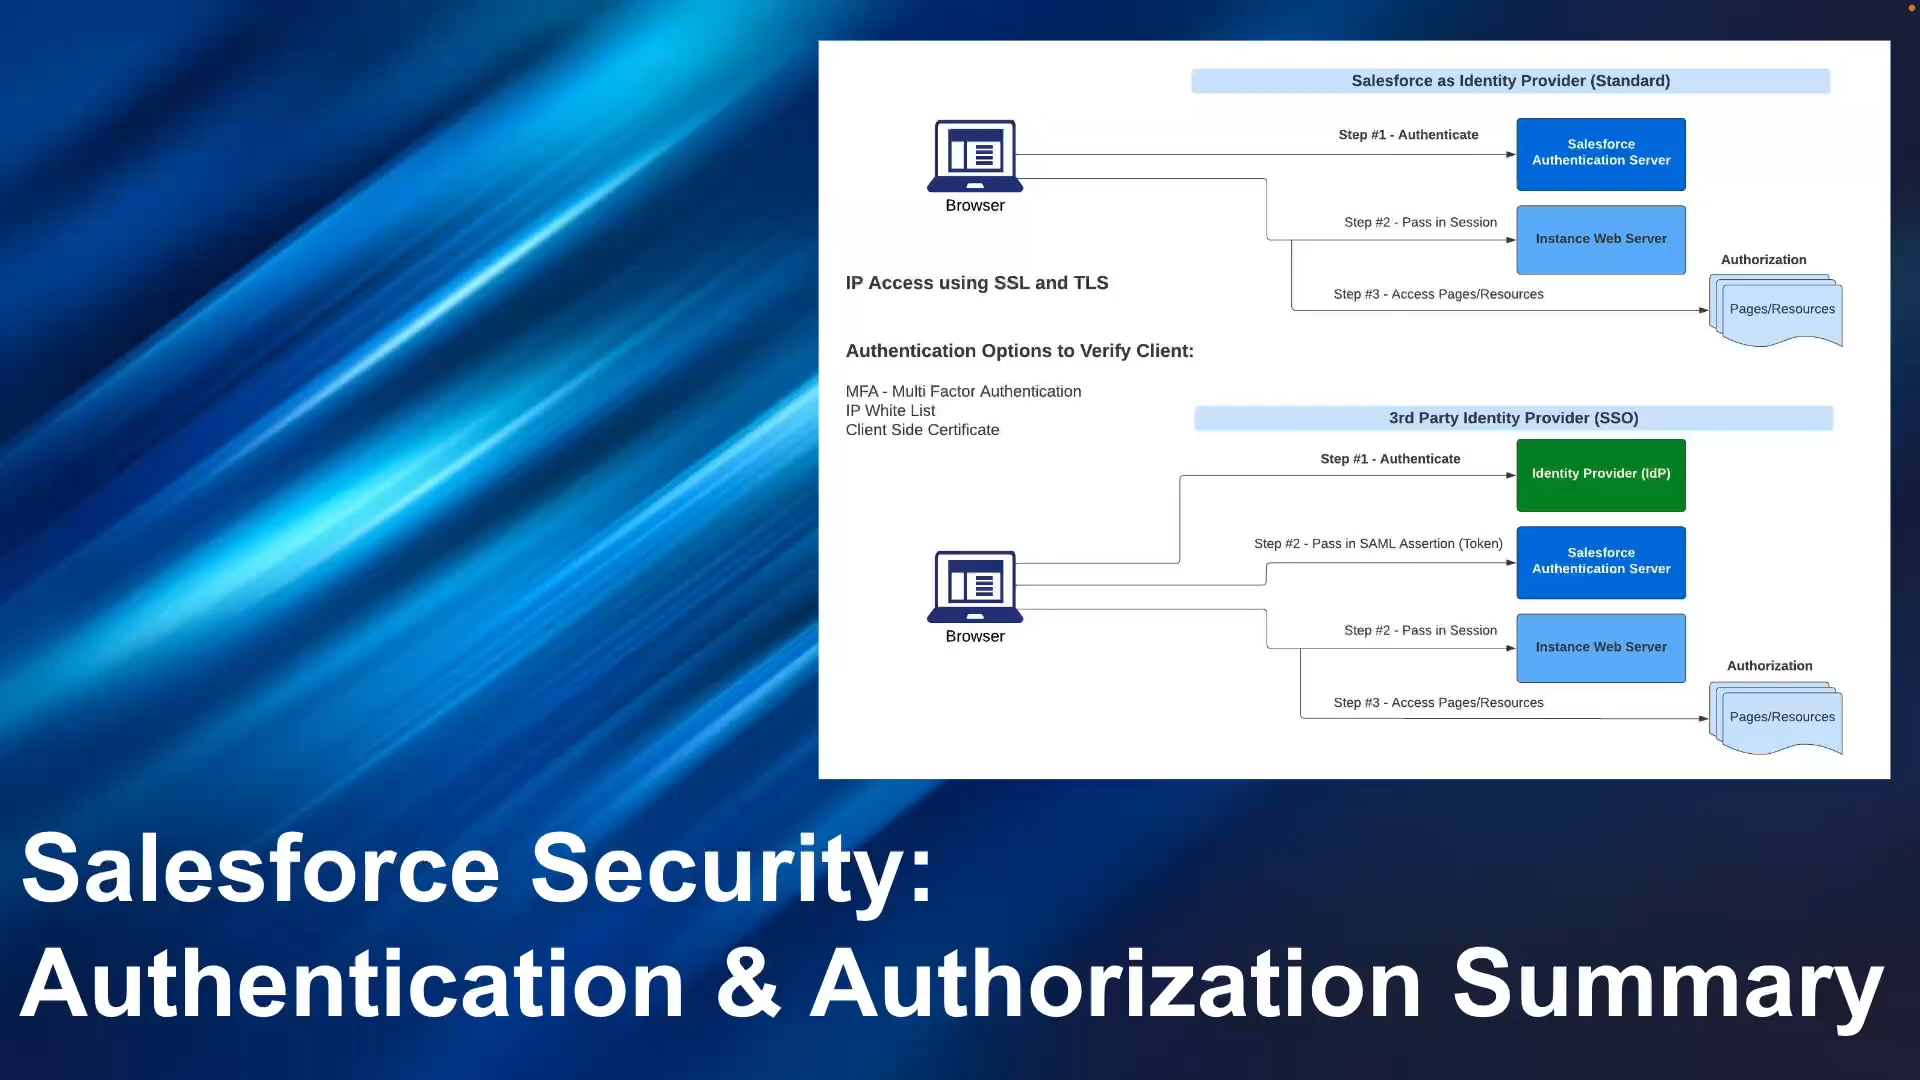 Salesforce as Identity Provider (Standard)
Step #1 - Authenticate
Salesforce
Authentication Server
Browser
Step #2 - Pass in Session
Instance Web Server
Authorization
IP Access using SSL and TLS
Step #3 - Access Pages/Resources
Pages/Resources
Authentication Options to Verify Client:
MFA - Multi Factor Authentication
IP White List
Client Side Certificate
3rd Party Identity Provider (SSO)
Step #1 - Authenticate
Identity Provider (IdP)
Step #2 - Pass in SAML Assertion (Token)
Salesforce
Authentication Server
Browser
Step #2 - Pass in Session
Instance Web Server
Authorization
Step #3 - Access Pages/Resources
Pages/Resources
Salesforce Security:
Authentication & Authorization Summary